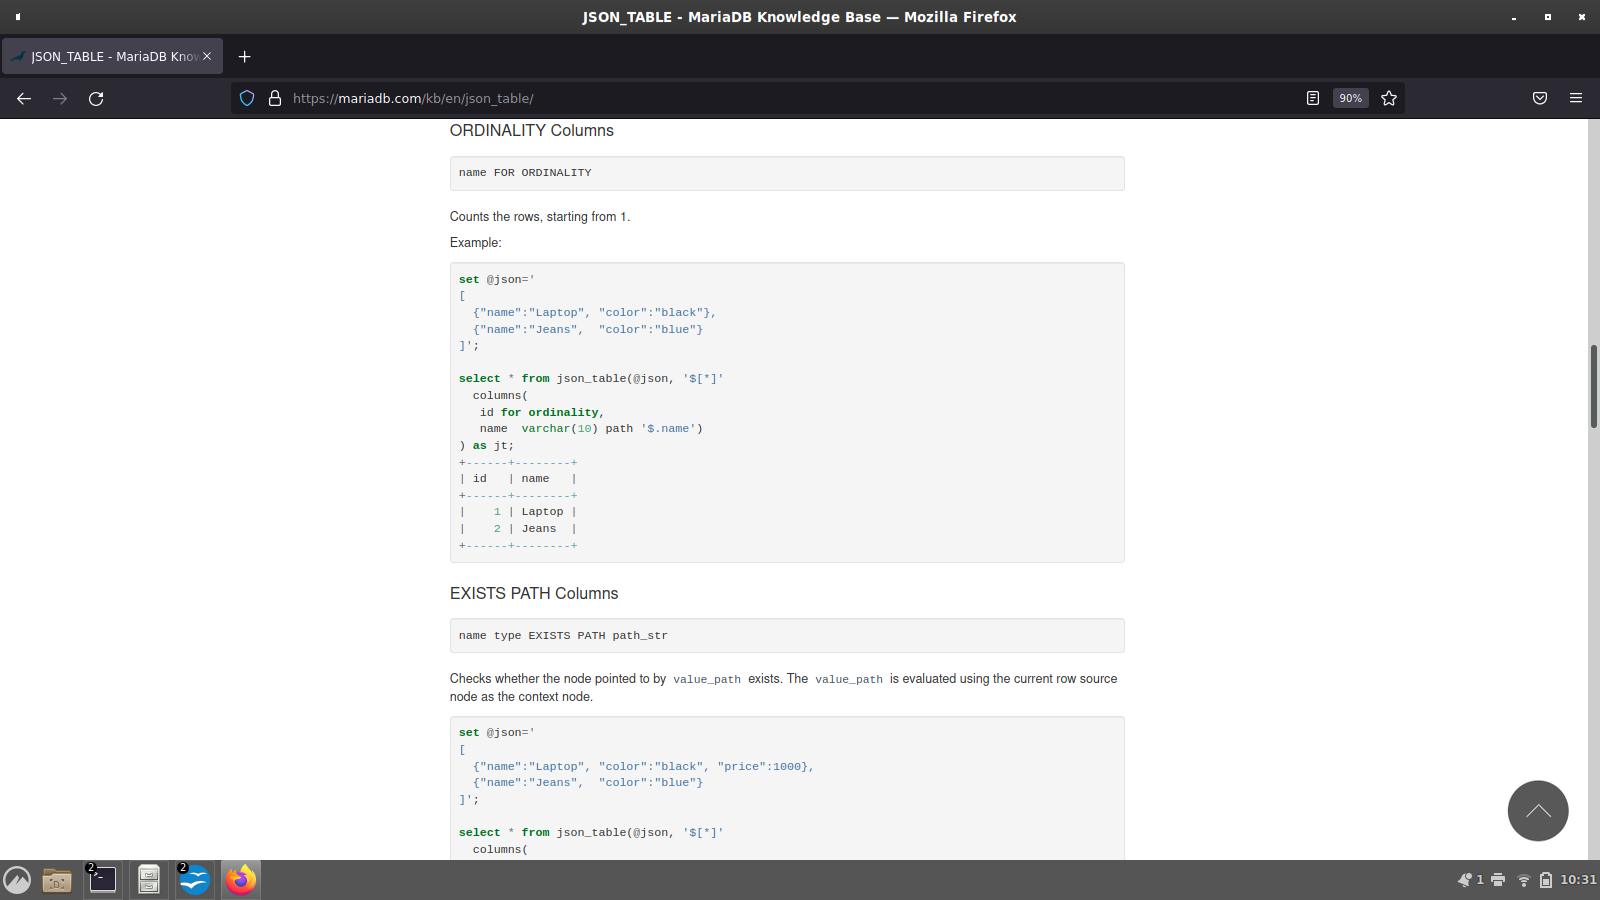 JSON_TABLE - MariaDB Knowledge Base — Mozilla Firefox
JSON_TABLE - MariaDB Know
https://mariadb.com/kb/en/json_table/
90%
ORDINALITY Columns
name FOR ORDINALITY
Counts the rows, starting from 1.
Example:
set @json='
[
  {"name":"Laptop", "color":"black"},
  {"name":"Jeans",  "color":"blue"}
]';
select * from json_table(@json, '$[*]'
  columns(
   id for ordinality,
   name  varchar(10) path '$.name')
) as jt;
+------+--------+
| id   | name   |
+------+--------+
|    1 | Laptop |
|    2 | Jeans  |
+------+--------+
EXISTS PATH Columns
name type EXISTS PATH path_str
Checks whether the node pointed to by value_path exists. The value_path is evaluated using the current row source
node as the context node.
set @json='
[
  {"name":"Laptop", "color":"black", "price":1000},
  {"name":"Jeans",  "color":"blue"}
]';
select * from json_table(@json, '$[*]'
  columns(
2
2
1
10:31